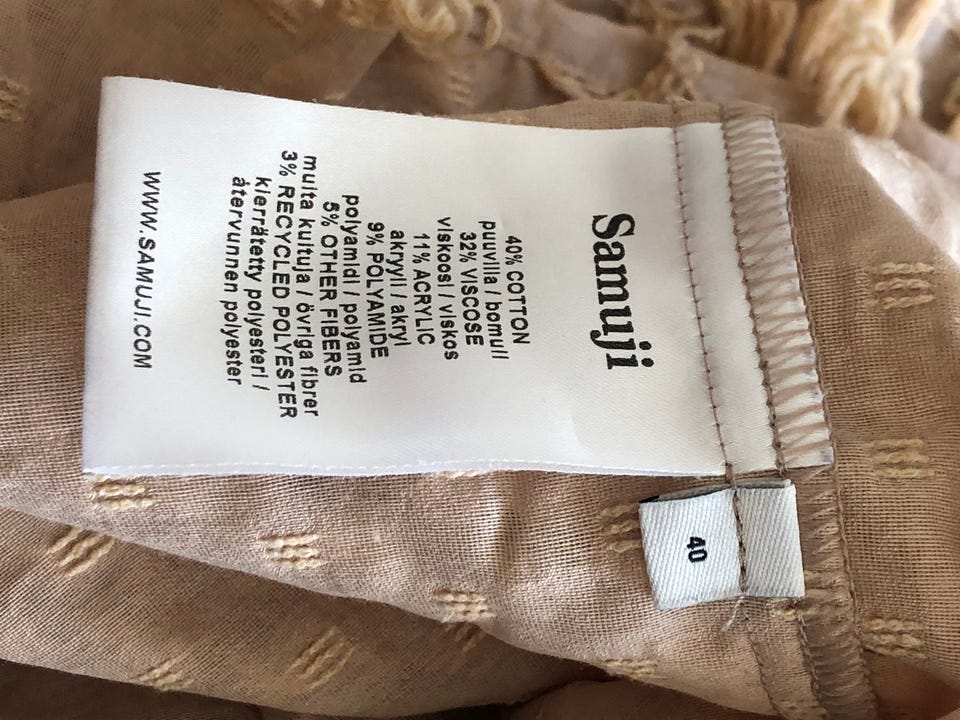 Samuji
40% COTTON
puuvilla / bomull
32% VISCOSE
viskoosi / viskos
11% ACRYLIC
akryyli / akryl
9% POLYAMIDE
polyamidi / polyamid
5% OTHER FIBERS
muita kuituja / övriga fibrer
3% RECYCLED POLYESTER
kierrätetty polyesteri /
återvunnen polyester
WWW.SAMUJI.COM
40